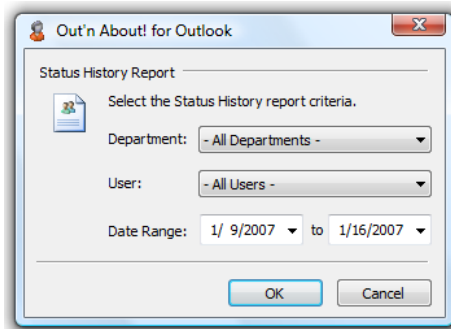 Out'n About! for Outlook
Status History Report
Select the Status History report criteria.
Department: - All Departments -
User: - All Users -
Date Range: 1/ 9/2007 to 1/16/2007
OK Cancel